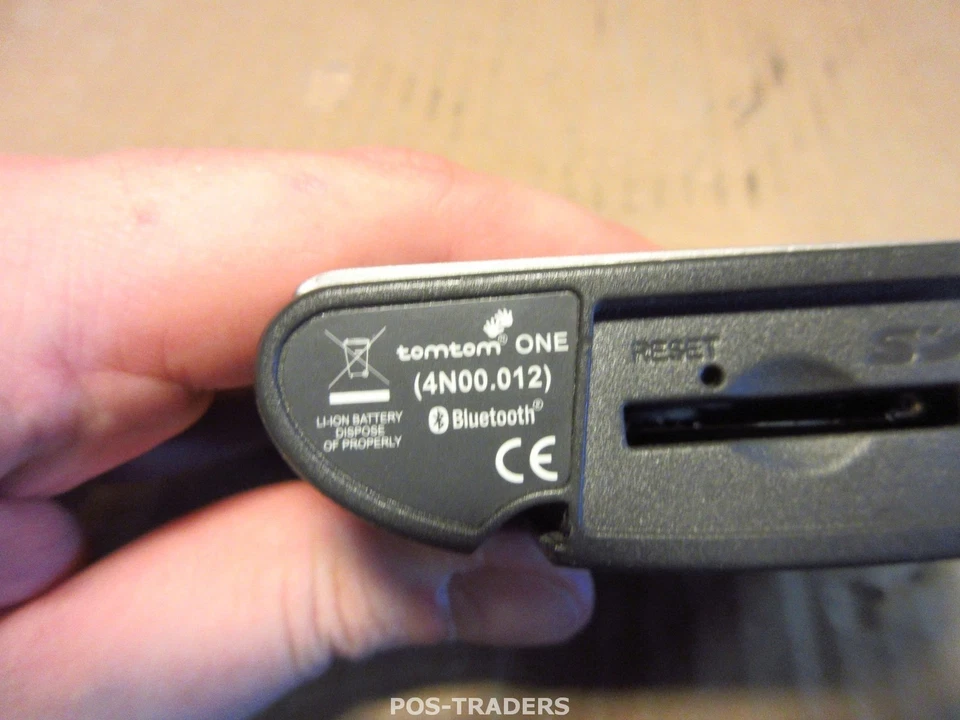 tomtom® ONE
(4N00.012)
Bluetooth®
CE
LI-ION BATTERY
DISPOSE
OF PROPERLY
RESET
POS-TRADERS